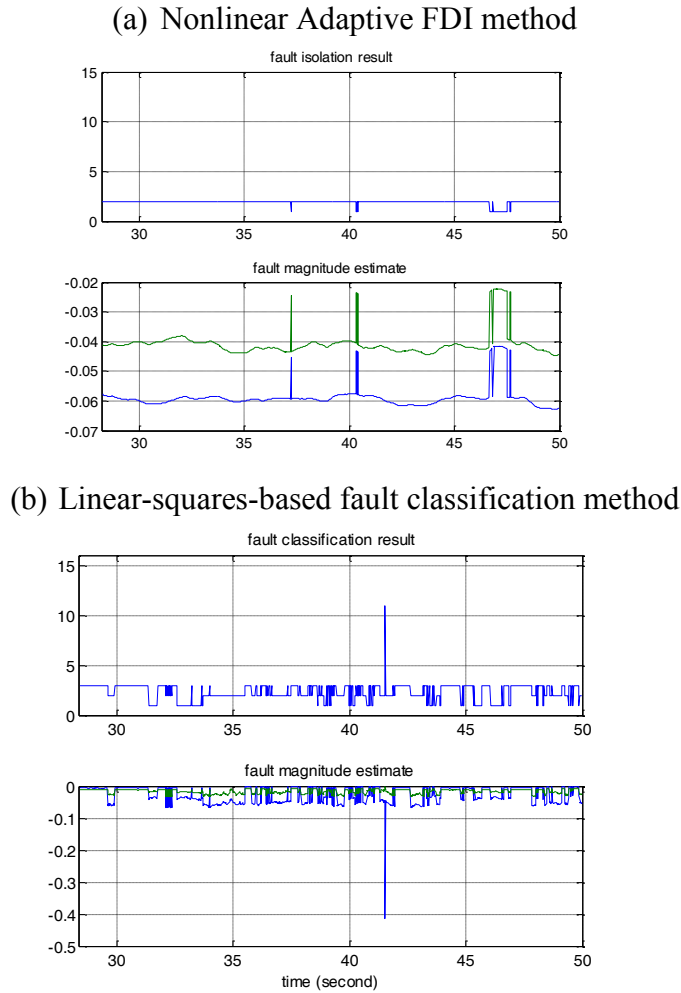 (a) Nonlinear Adaptive FDI method
fault isolation result
15
10
5
0
30 35 40 45 50
fault magnitude estimate
-0.02
-0.03
-0.04
-0.05
-0.06
-0.07
30 35 40 45 50
(b) Linear-squares-based fault classification method
fault classification result
15
10
5
0
30 35 40 45 50
fault magnitude estimate
0
-0.1
-0.2
-0.3
-0.4
-0.5
30 35 40 45 50
time (second)